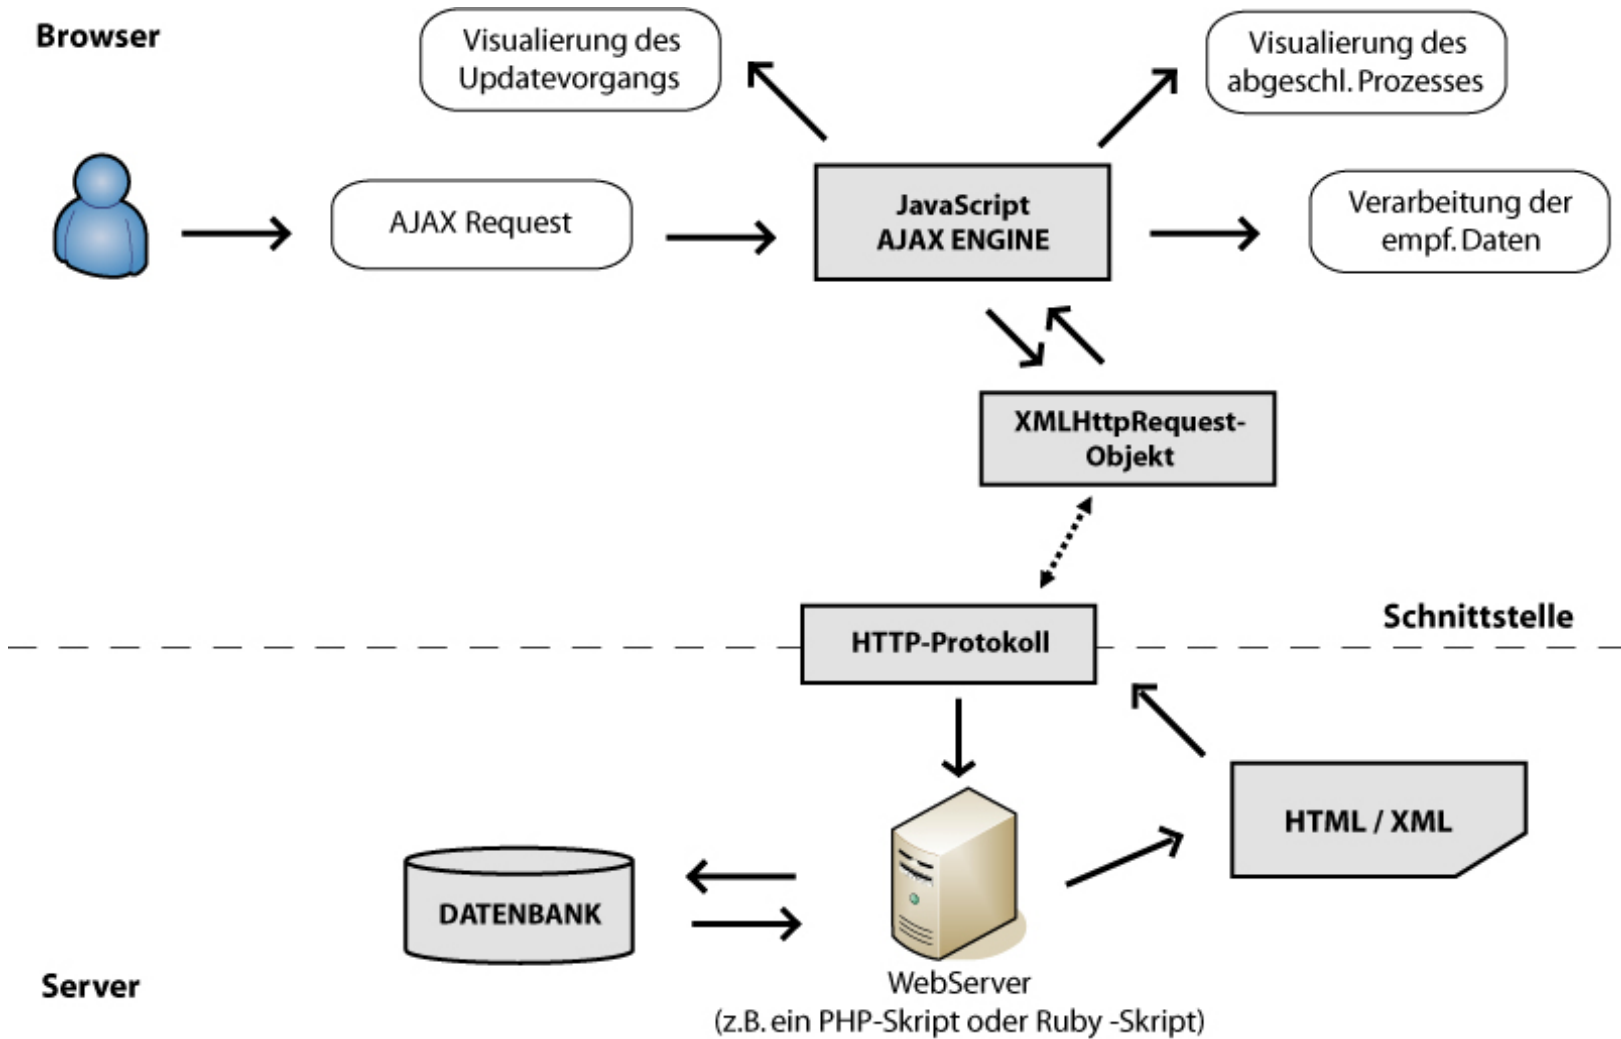 Browser
Visualierung des
Updatevorgangs
Visualierung des
abgeschl. Prozesses
AJAX Request
JavaScript
AJAX ENGINE
Verarbeitung der
empf. Daten
XMLHttpRequest-
Objekt
Schnittstelle
HTTP-Protokoll
HTML / XML
DATENBANK
WebServer
(z.B. ein PHP-Skript oder Ruby -Skript)
Server